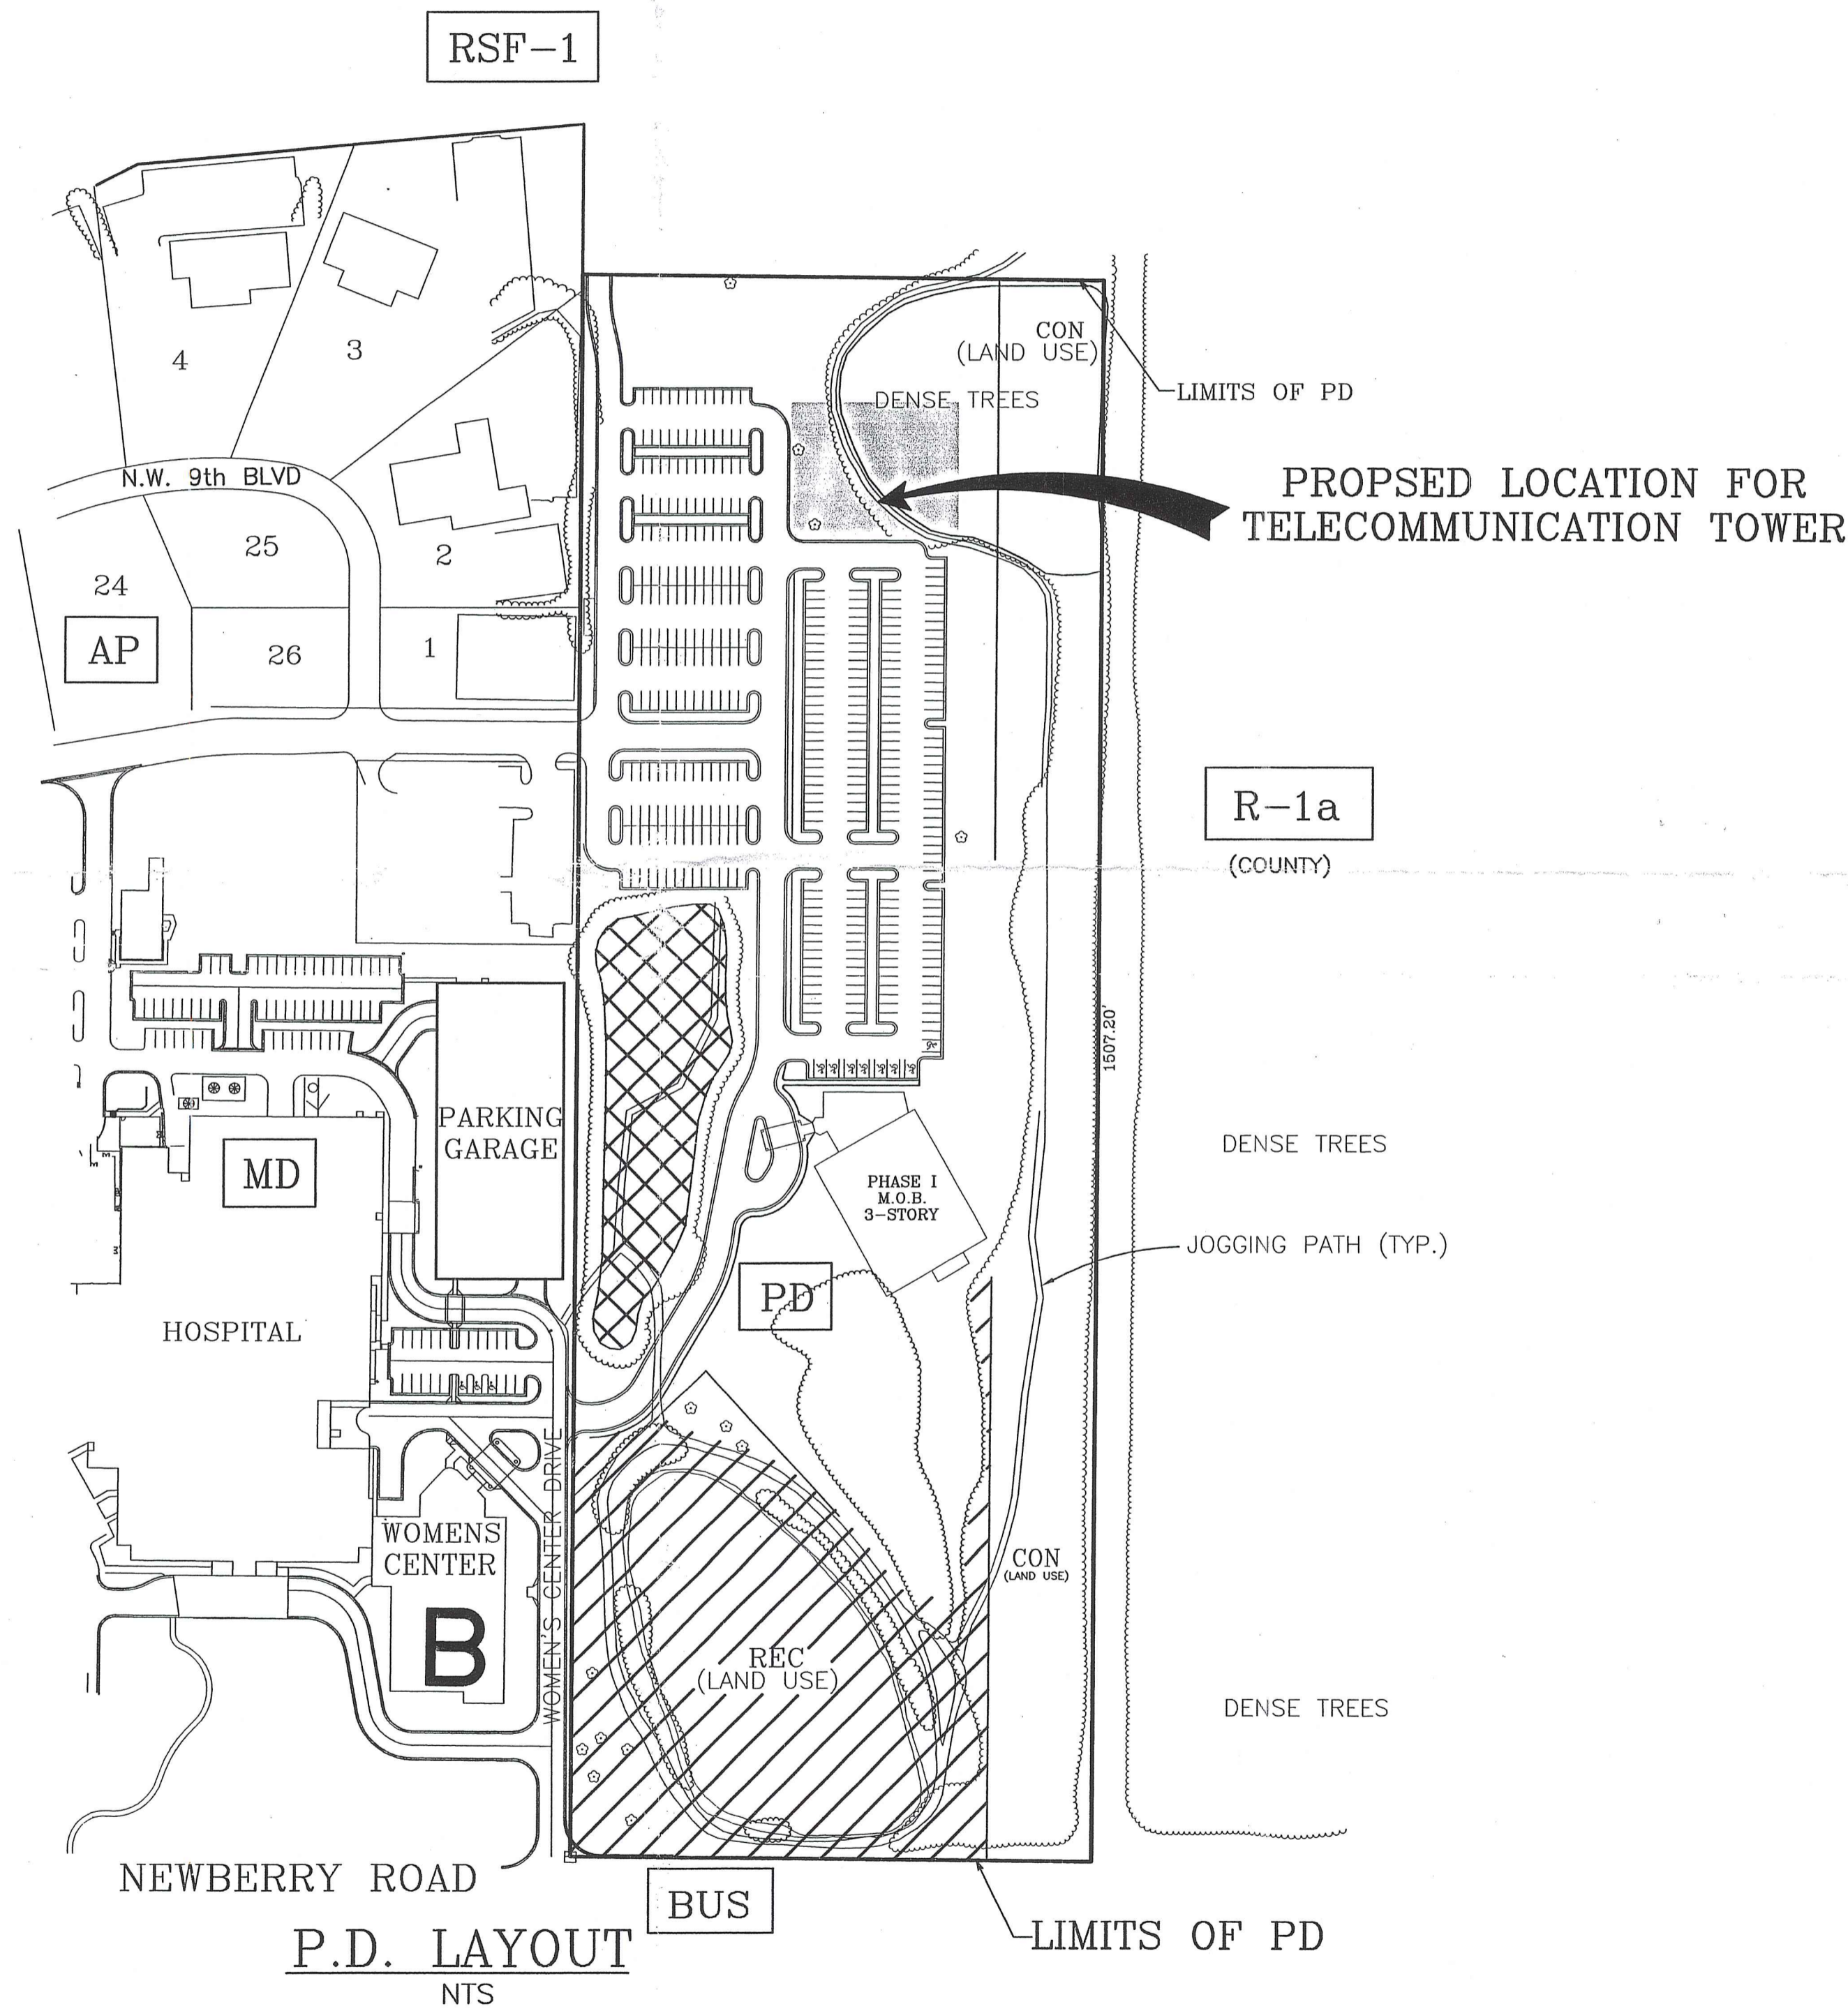 RSF-1
CON
(LAND USE)
LIMITS OF PD
DENSE TREES
4
3
N.W. 9th BLVD
PROPSED LOCATION FOR
TELECOMMUNICATION TOWER
25
2
24
AP
26
1
R-1a
(COUNTY)
1507.20'
PARKING
GARAGE
MD
DENSE TREES
PHASE I
M.O.B.
3-STORY
JOGGING PATH (TYP.)
PD
HOSPITAL
WOMENS
CENTER
B
WOMEN'S CENTER DRIVE
CON
(LAND USE)
REC
(LAND USE)
DENSE TREES
NEWBERRY ROAD
BUS
LIMITS OF PD
P.D. LAYOUT
NTS